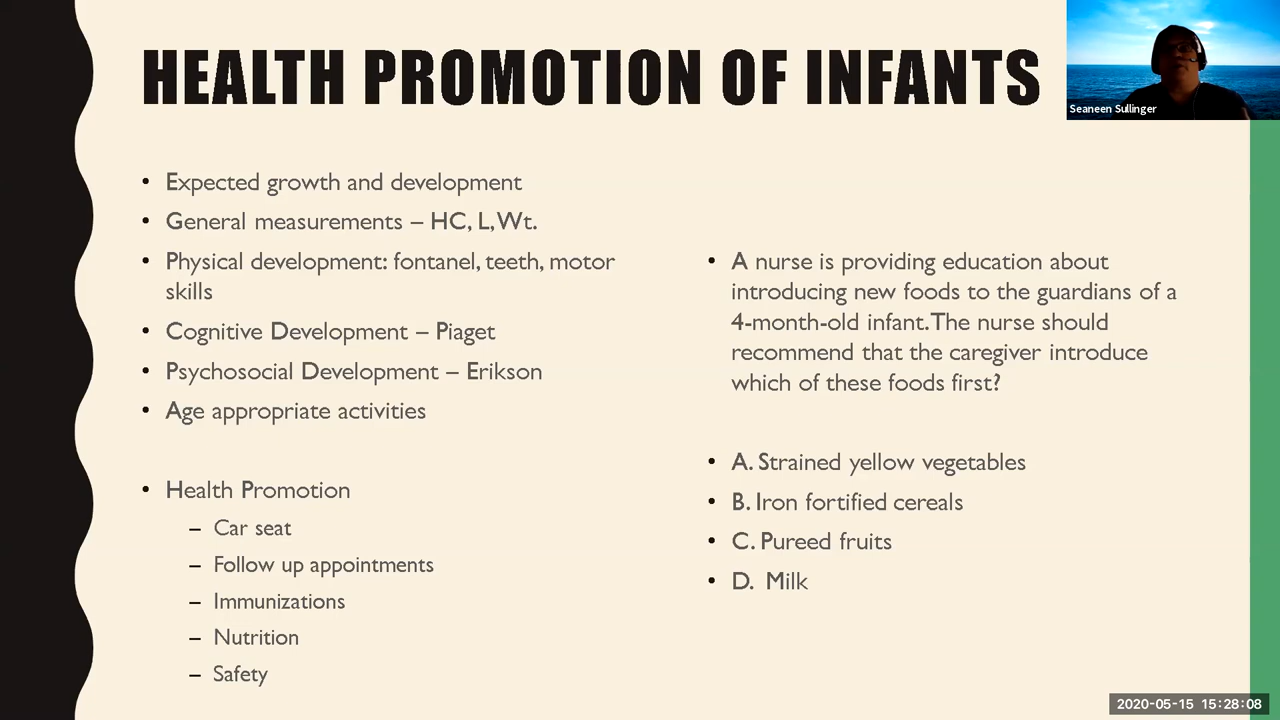 HEALTH PROMOTION OF INFANTS
Seaneen Sullinger
• Expected growth and development
• General measurements – HC, L, Wt.
• Physical development: fontanel, teeth, motor
skills
• Cognitive Development – Piaget
• Psychosocial Development – Erikson
• Age appropriate activities
• Health Promotion
– Car seat
– Follow up appointments
– Immunizations
– Nutrition
– Safety
• A nurse is providing education about
introducing new foods to the guardians of a
4-month-old infant. The nurse should
recommend that the caregiver introduce
which of these foods first?
• A. Strained yellow vegetables
• B. Iron fortified cereals
• C. Pureed fruits
• D. Milk
2020-05-15 15:28:08